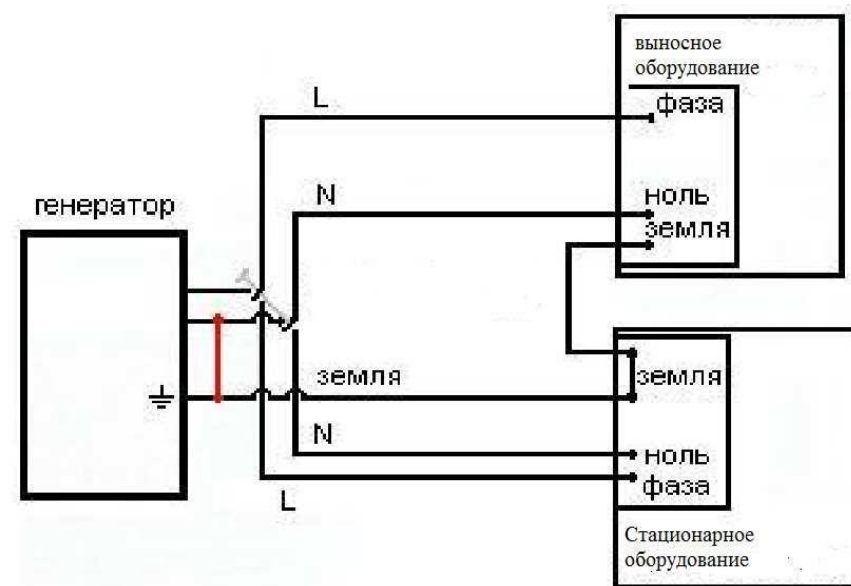 выносное
оборудование
L
фаза
N
ноль
генератор
земля
земля
земля
N
ноль
фаза
L
Стационарное
оборудование